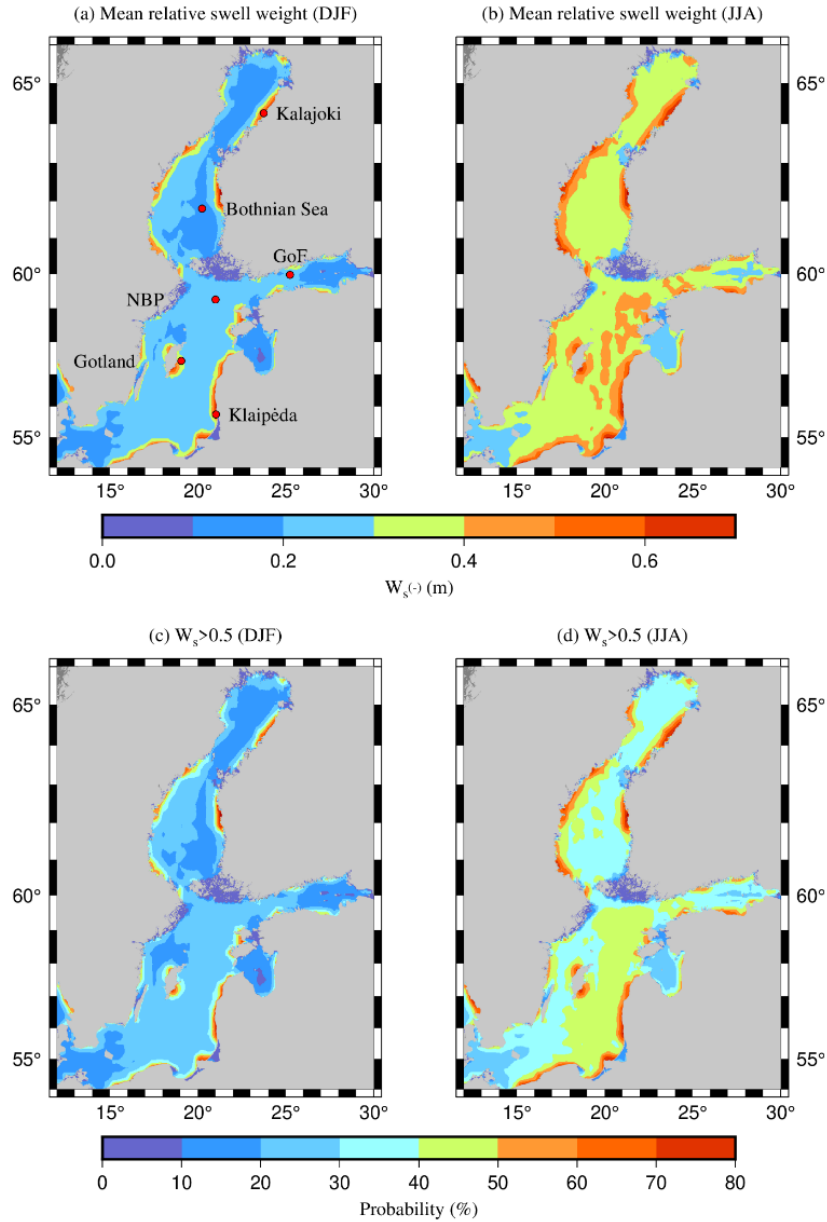 (a) Mean relative swell weight (DJF)
(b) Mean relative swell weight (JJA)
65°
60°
55°
Kalajoki
Bothnian Sea
GoF
NBP
Gotland
Klaipėda
15° 20° 25° 30°
65°
60°
55°
15° 20° 25° 30°
0.0 0.2 0.4 0.6
Ws(-) (m)
(c) Ws>0.5 (DJF)
(d) Ws>0.5 (JJA)
65°
60°
55°
15° 20° 25° 30°
65°
60°
55°
15° 20° 25° 30°
0 10 20 30 40 50 60 70 80
Probability (%)